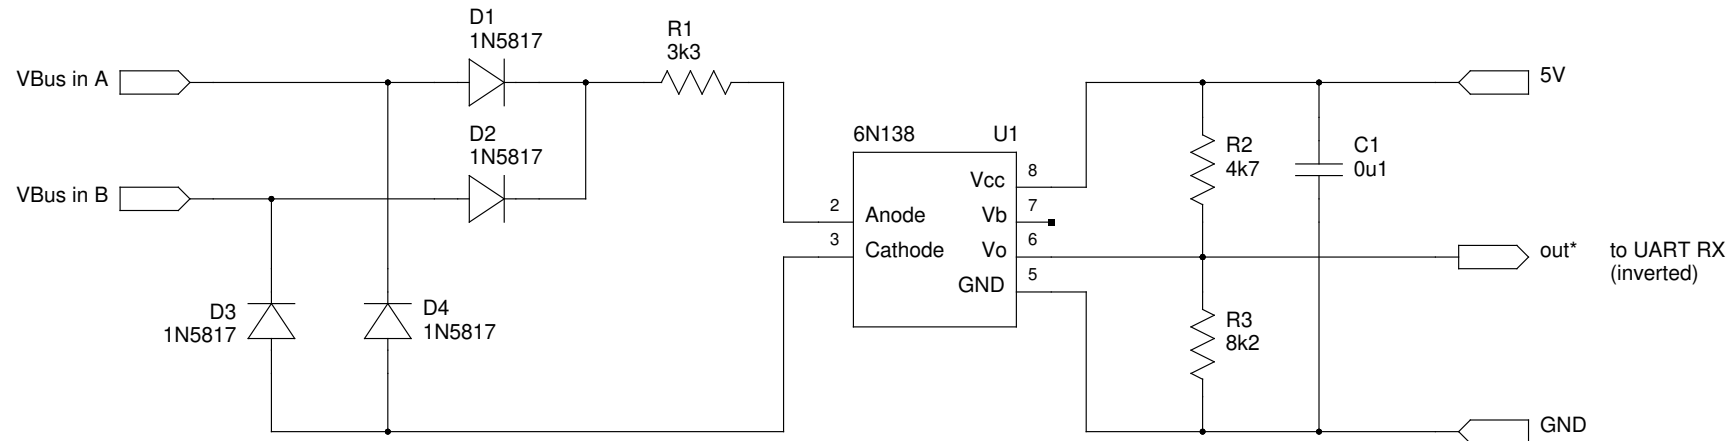 D1
1N5817
R1
3k3
VBus in A
5V
D2
1N5817
6N138
U1
R2
4k7
C1
0u1
Vcc
8
VBus in B
2
Anode
Vb
7
3
Cathode
Vo
6
out*
to UART RX
(inverted)
GND
5
D3
1N5817
D4
1N5817
R3
8k2
GND